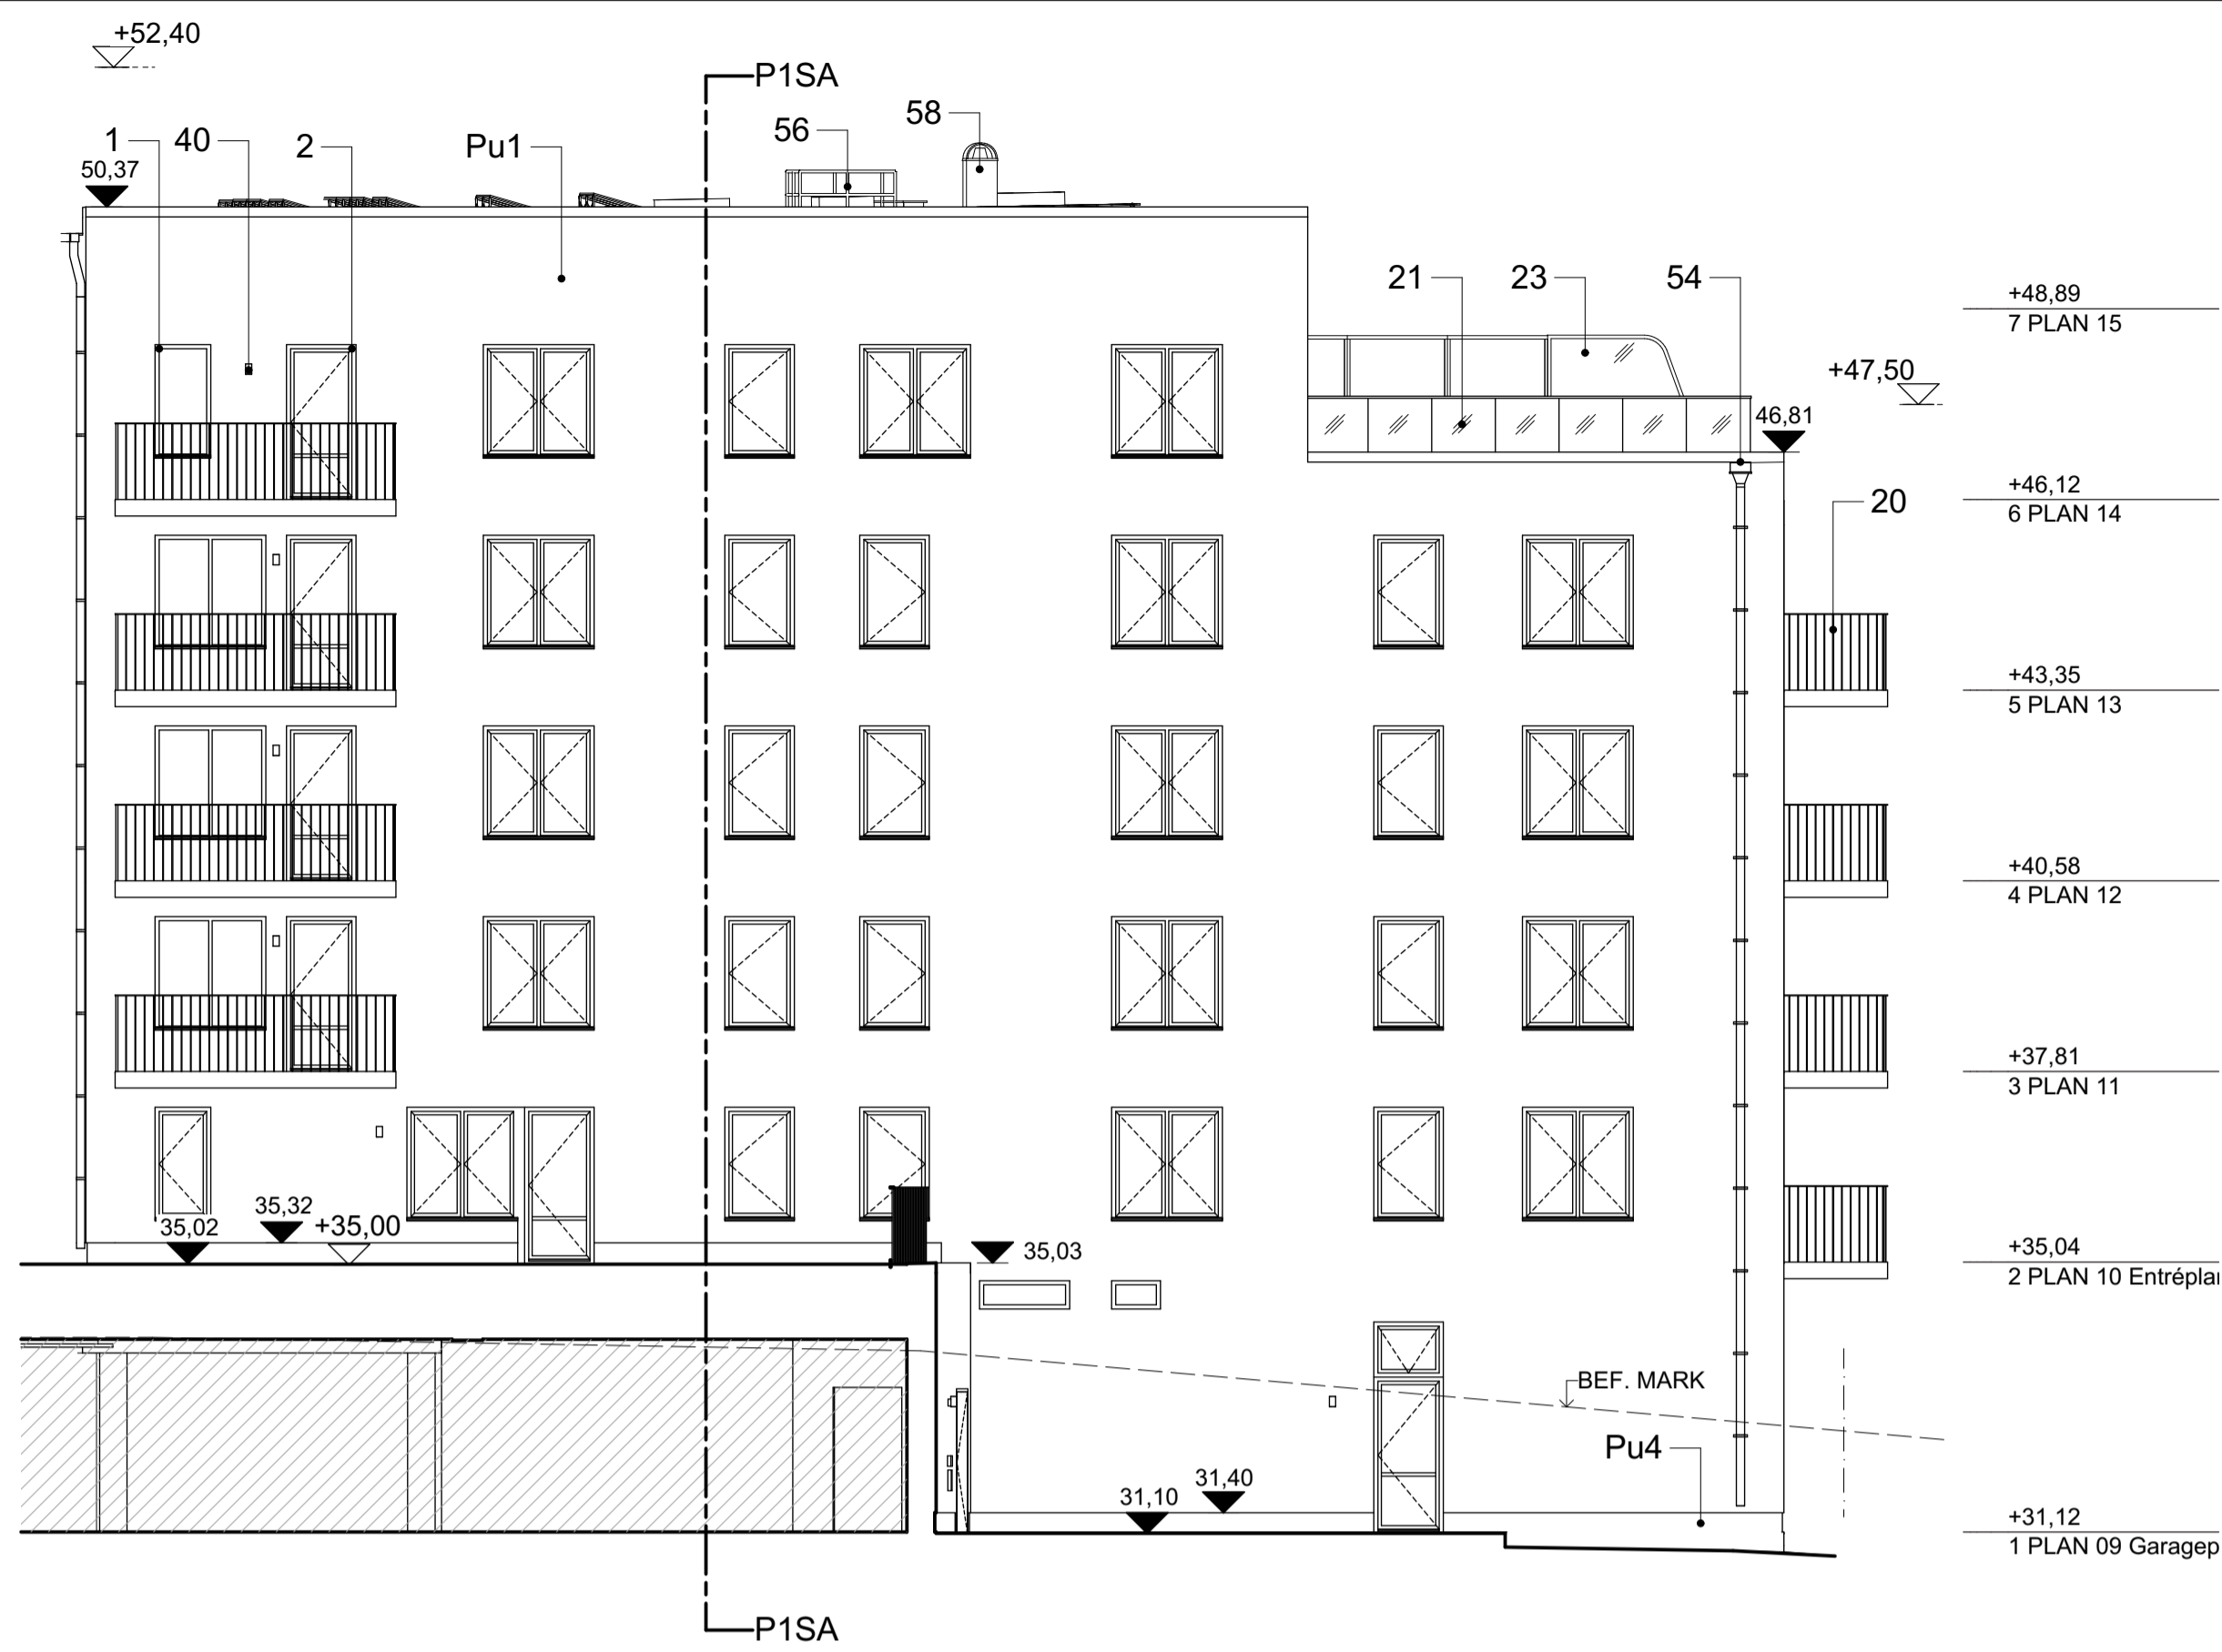 +52,40
P1SA
58
56
1
40
2
Pu1
50,37
21
23
54
+48,89
7 PLAN 15
+47,50
46,81
+46,12
6 PLAN 14
20
+43,35
5 PLAN 13
+40,58
4 PLAN 12
+37,81
3 PLAN 11
35,32
35,02
+35,00
35,03
+35,04
2 PLAN 10 Entréplan
BEF. MARK
Pu4
31,40
31,10
+31,12
1 PLAN 09 Garagep
P1SA